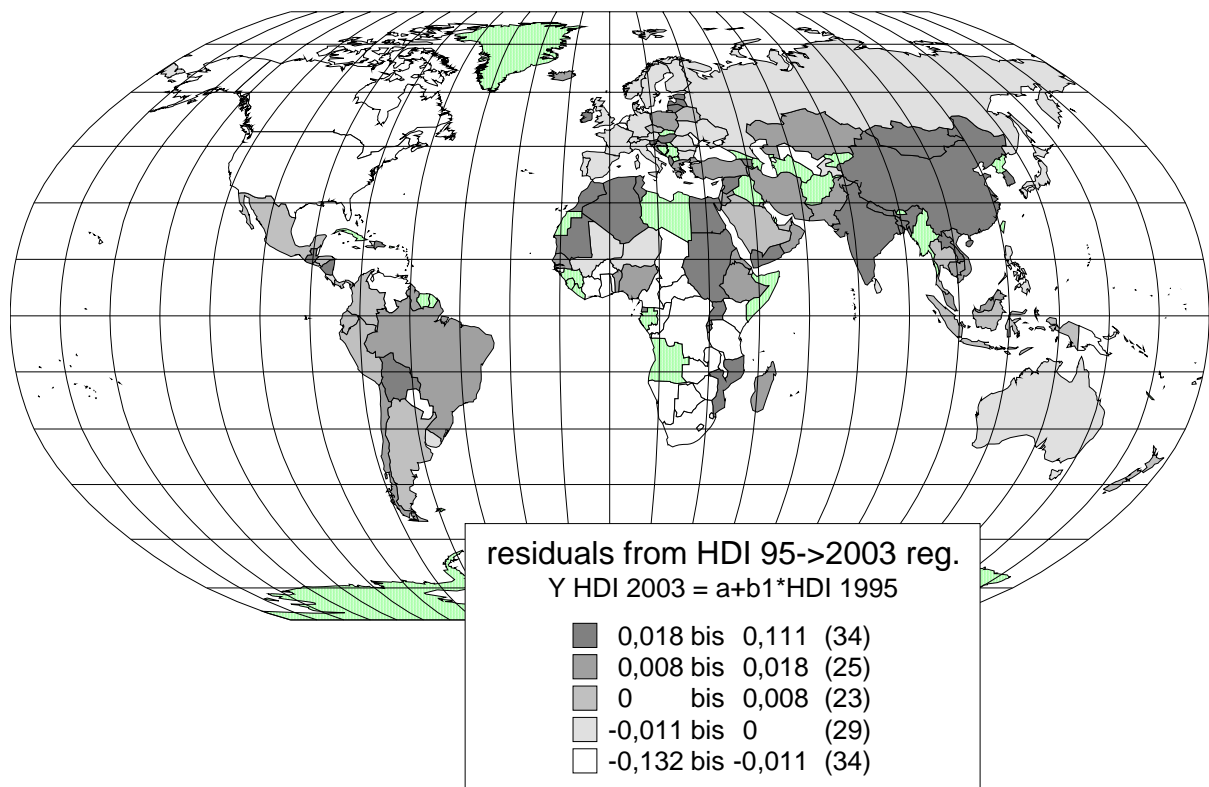 residuals from HDI 95->2003 reg.
Y HDI 2003 = a+b1*HDI 1995
0,018 bis 0,111 (34)
0,008 bis 0,018 (25)
0 bis 0,008 (23)
-0,011 bis 0 (29)
-0,132 bis -0,011 (34)